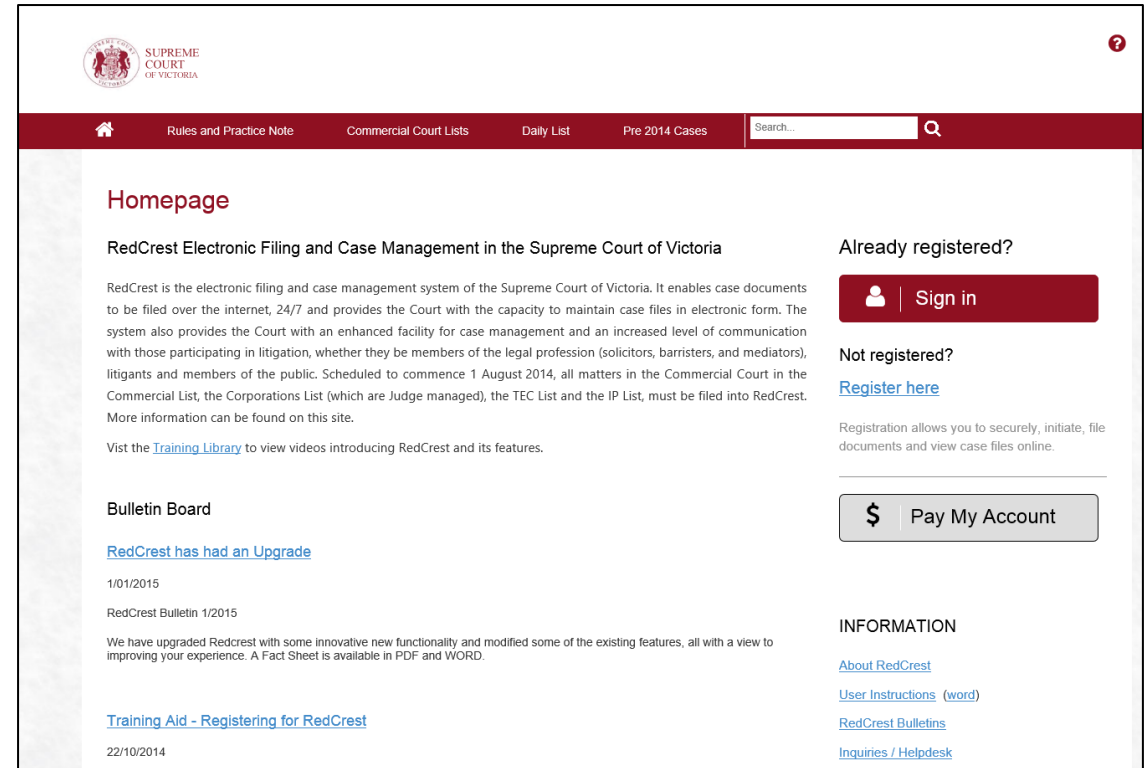 SUPREME COURT
VICTORIA
SUPREME
COURT
OF VICTORIA
?
Rules and Practice Note
Commercial Court Lists
Daily List
Pre 2014 Cases
Search...
Homepage
RedCrest Electronic Filing and Case Management in the Supreme Court of Victoria
RedCrest is the electronic filing and case management system of the Supreme Court of Victoria. It enables case documents
to be filed over the internet, 24/7 and provides the Court with the capacity to maintain case files in electronic form. The
system also provides the Court with an enhanced facility for case management and an increased level of communication
with those participating in litigation, whether they be members of the legal profession (solicitors, barristers, and mediators),
litigants and members of the public. Scheduled to commence 1 August 2014, all matters in the Commercial Court in the
Commercial List, the Corporations List (which are Judge managed), the TEC List and the IP List, must be filed into RedCrest.
More information can be found on this site.
Vist the Training Library to view videos introducing RedCrest and its features.
Bulletin Board
RedCrest has had an Upgrade
1/01/2015
RedCrest Bulletin 1/2015
We have upgraded Redcrest with some innovative new functionality and modified some of the existing features, all with a view to
improving your experience. A Fact Sheet is available in PDF and WORD.
Training Aid - Registering for RedCrest
22/10/2014
Already registered?
Sign in
Not registered?
Register here
Registration allows you to securely, initiate, file
documents and view case files online.
$ Pay My Account
INFORMATION
About RedCrest
User Instructions (word)
RedCrest Bulletins
Inquiries / Helpdesk